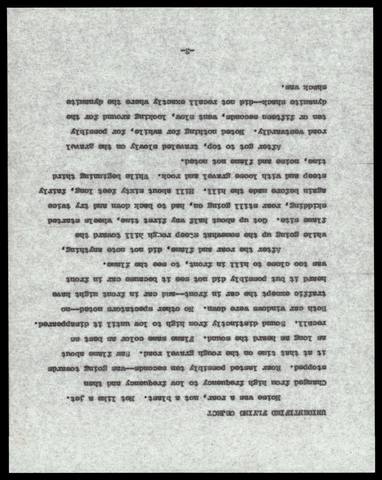 UNIDENTIFIED FLYING OBJECT
Noise was a roar, not a blast. Not like a jet.
Changed from high frequency to low frequency and then
stopped. Roar lasted possibly ten seconds--was going towards
it at that time on the rough gravel road. Saw flames about
as long as heard the sound. Flame same color as best as
recall. Sound distinctly from high to low until it disappeared.
Both car windows were down. No other spectators noted--no
traffic except the car in front--and car in front might have
heard it but possibly did not see it because car in front
was too close to hill in front, to see the flame.
After the roar and flame, did not note anything,
while going up the somewhat steep rough hill toward the
flame site. Got up about half way first time, wheels started
skidding, roar still going on, had to back down and try twice
again before made the hill. Hill about sixty feet long, fairly
steep and with loose gravel and rock. While beginning third
time, noise and flame not noted.
After got to top, traveled slowly on the gravel
road westwardly. Noted nothing for awhile, for possibly
ten or fifteen seconds, went slow, looking around for the
dynamite shack--did not recall exactly where the dynamite
shack was.
-2-